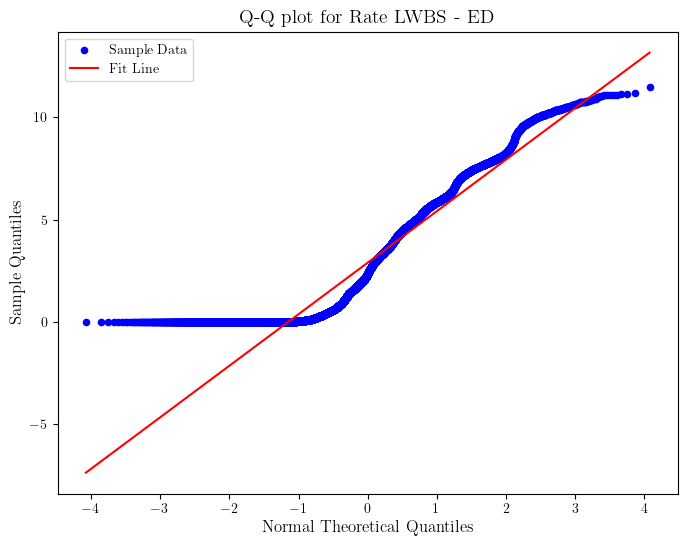 Q-Q plot for Rate LWBS - ED
Sample Data
Fit Line
10
5
0
−5
Sample Quantiles
−4
−3
−2
−1
0
1
2
3
4
Normal Theoretical Quantiles